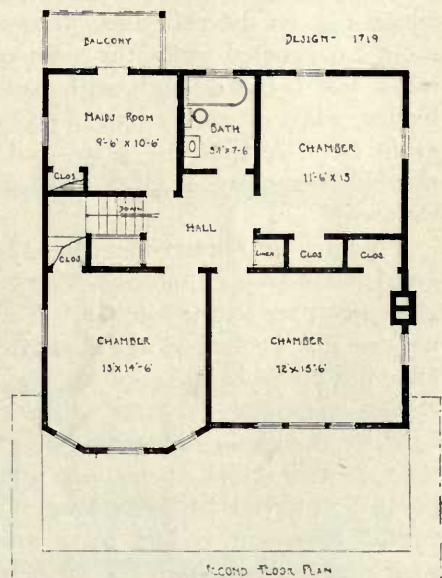 BALCONY
DESIGN- 1719
MAIDS ROOM
9'-6" X 10-6"
BATH
CHAMBER
11'-6" X 13
CLOS.
DOWN
HALL
CLOS.
LINEN
CLOS
CLOS.
CHAMBER
13'X 14'-6"
CHAMBER
12'X 15'-6"
SECOND FLOOR PLAN